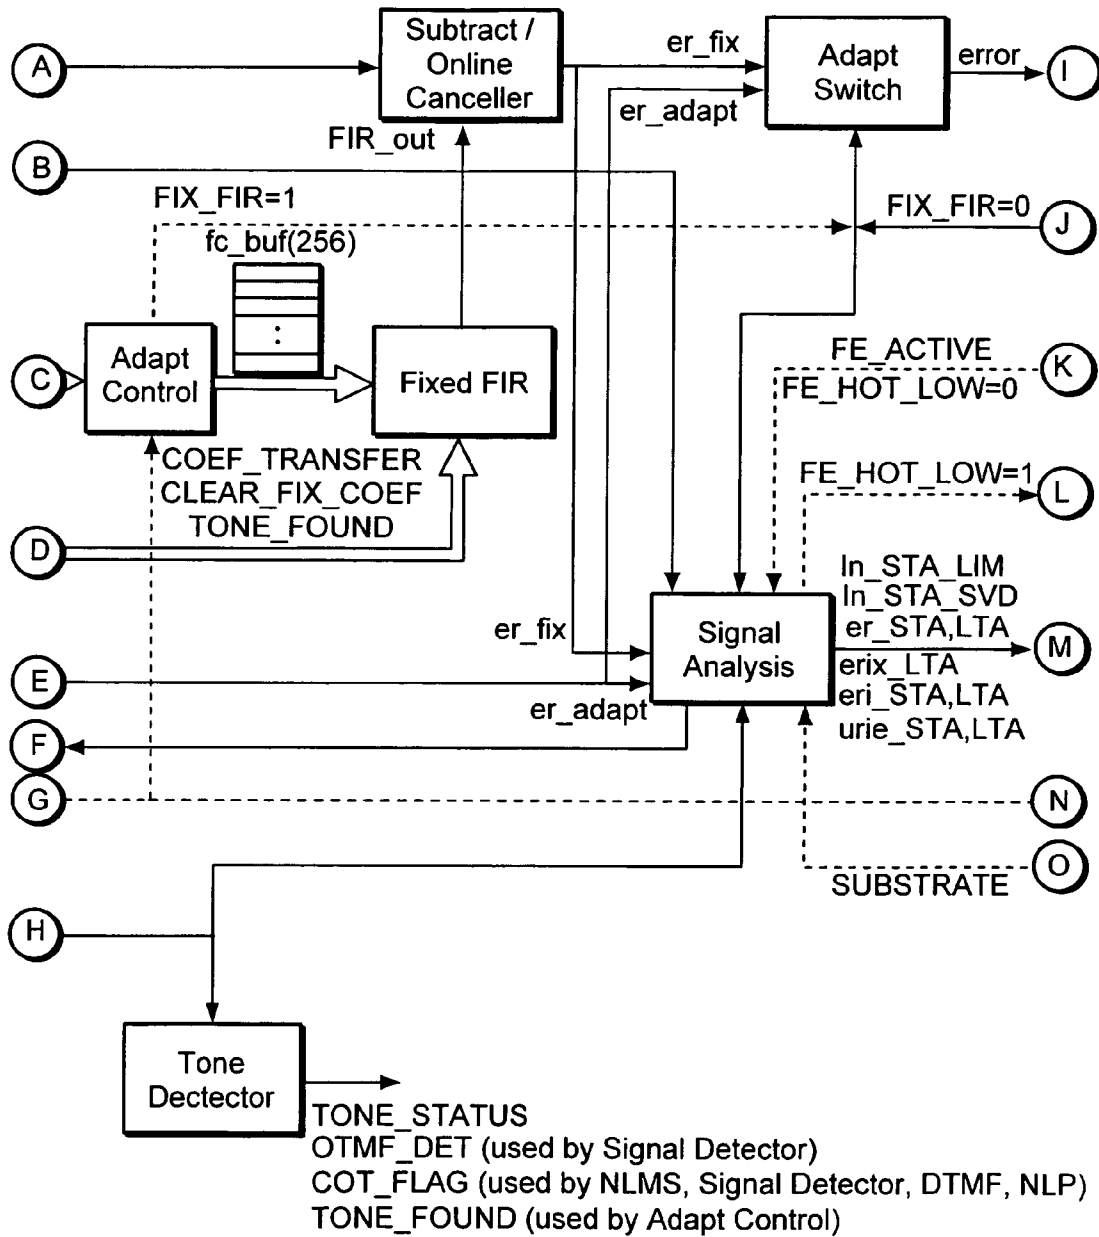 A
Subtract /
Online
Canceller
er_fix
er_adapt
Adapt
Switch
error
I
FIR_out
B
FIX_FIR=1
FIX_FIR=0
J
fc_buf(256)
:
C
Adapt
Control
Fixed FIR
FE_ACTIVE
FE_HOT_LOW=0
K
COEF_TRANSFER
CLEAR_FIX_COEF
TONE_FOUND
FE_HOT_LOW=1
L
D
er_fix
Signal
Analysis
In_STA_LIM
In_STA_SVD
er_STA,LTA
erix_LTA
eri_STA,LTA
urie_STA,LTA
M
E
er_adapt
F
G
N
SUBSTRATE
O
H
Tone
Dectector
TONE_STATUS
OTMF_DET (used by Signal Detector)
COT_FLAG (used by NLMS, Signal Detector, DTMF, NLP)
TONE_FOUND (used by Adapt Control)